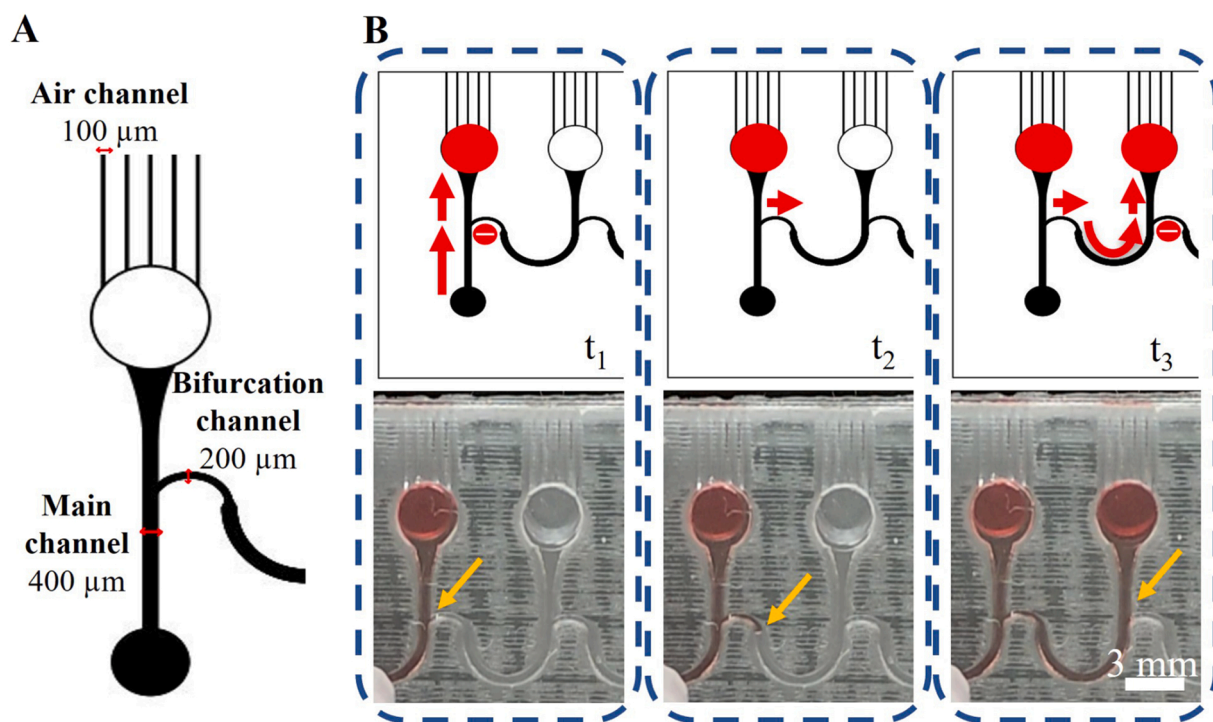 A
B
Air channel
100 µm
Bifurcation
channel
200 µm
Main
channel
400 µm
t1
t2
t3
3 mm